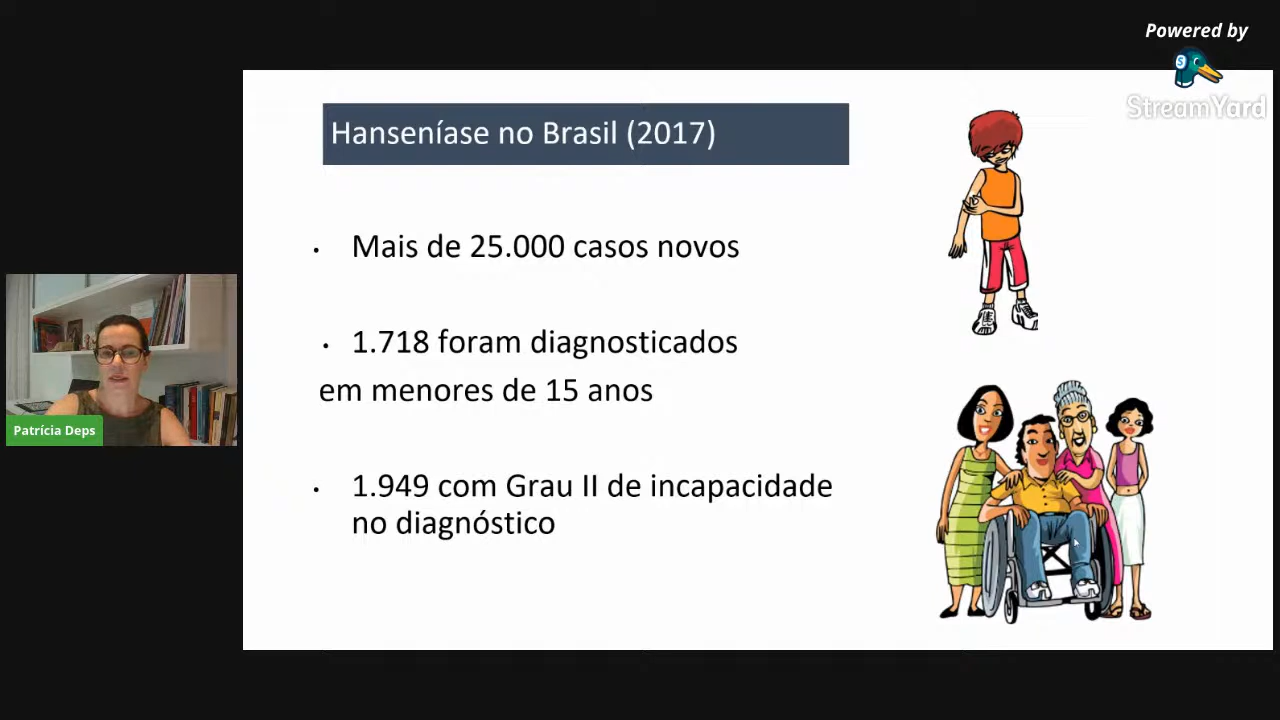 Powered by
StreamYard
Hanseníase no Brasil (2017)
• Mais de 25.000 casos novos
• 1.718 foram diagnosticados
em menores de 15 anos
• 1.949 com Grau II de incapacidade
no diagnóstico
Patrícia Deps